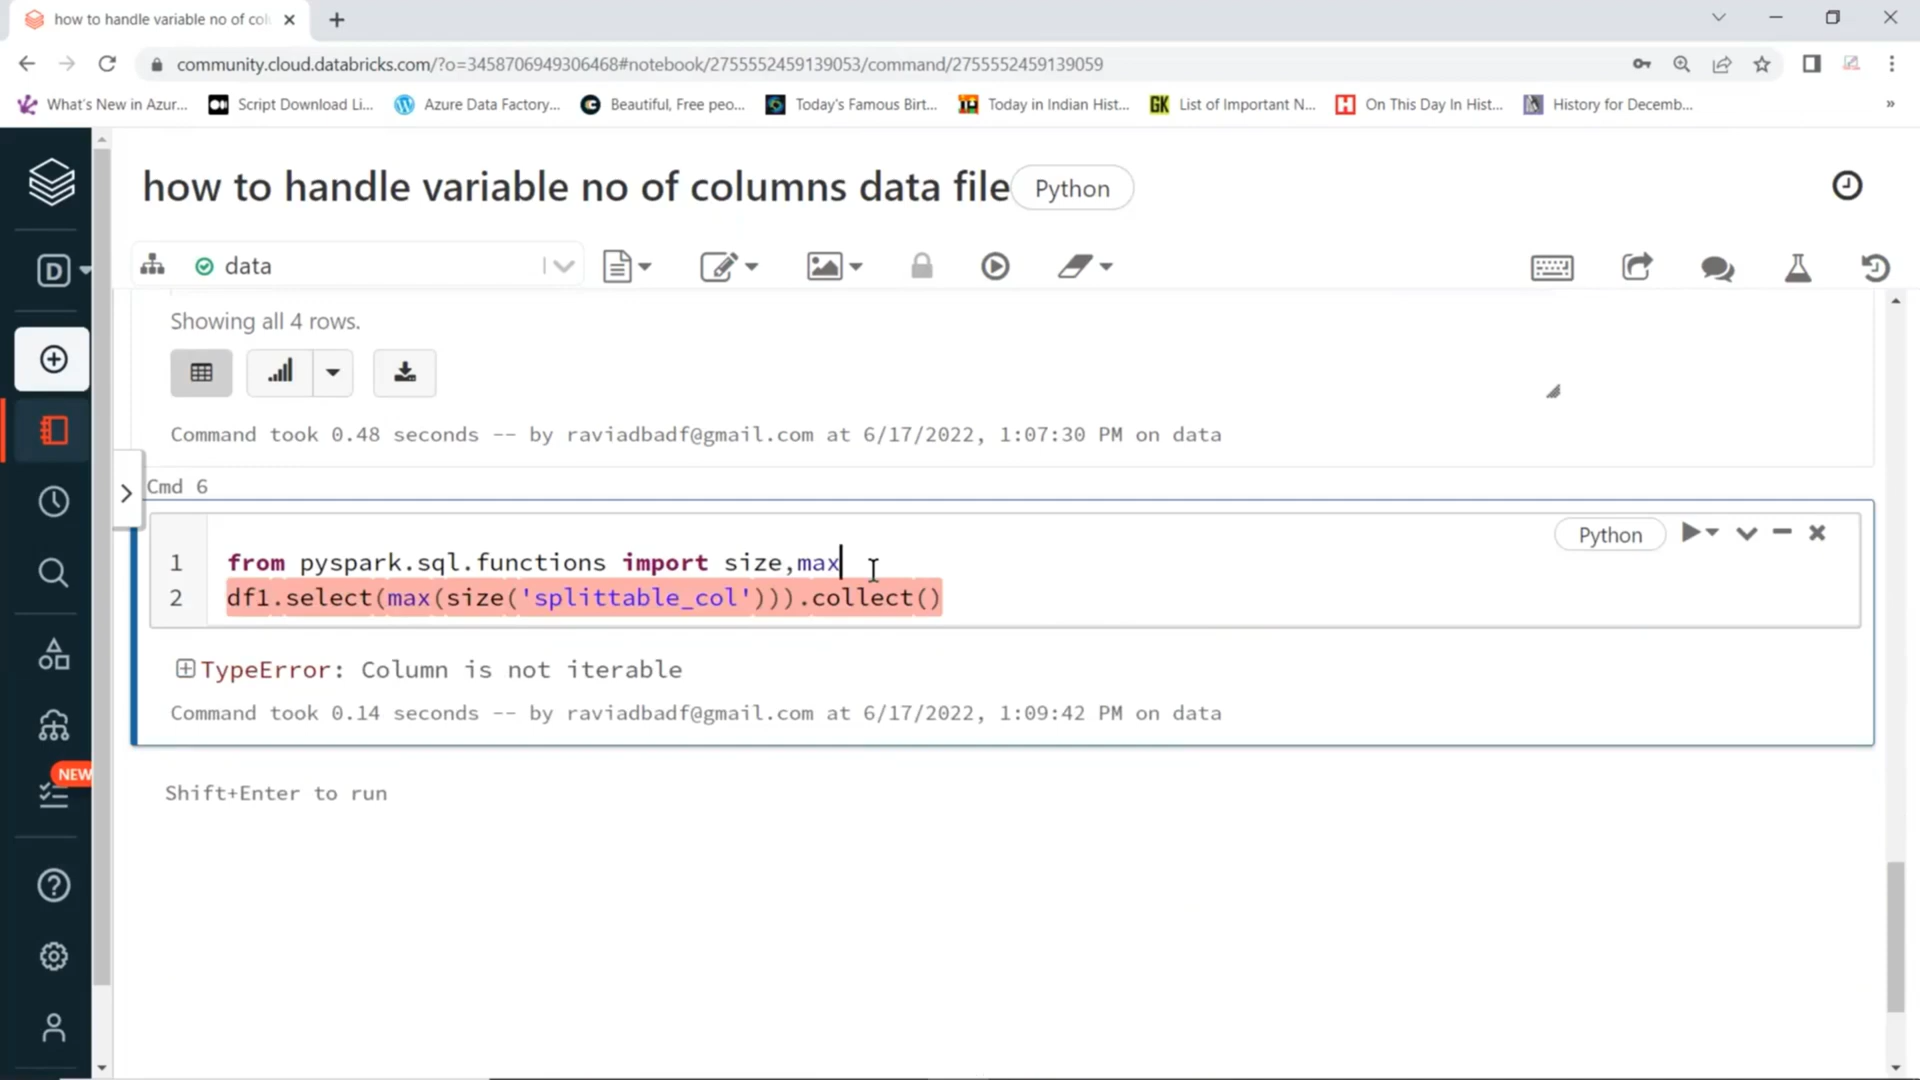 how to handle variable no of col
community.cloud.databricks.com/?o=3458706949306468#notebook/2755552459139053/command/2755552459139059
What's New in Azur...
Script Download Li...
Azure Data Factory...
Beautiful, Free peo...
Today's Famous Birt...
TH Today in Indian Hist...
GK List of Important N...
H On This Day In Hist...
History for Decemb...
»
how to handle variable no of columns data file
Python
D
data
Showing all 4 rows.
Command took 0.48 seconds -- by raviadbadf@gmail.com at 6/17/2022, 1:07:30 PM on data
Cmd 6
Python
1 from pyspark.sql.functions import size,max
2 df1.select(max(size('splittable_col'))).collect()
TypeError: Column is not iterable
Command took 0.14 seconds -- by raviadbadf@gmail.com at 6/17/2022, 1:09:42 PM on data
NEW
Shift+Enter to run